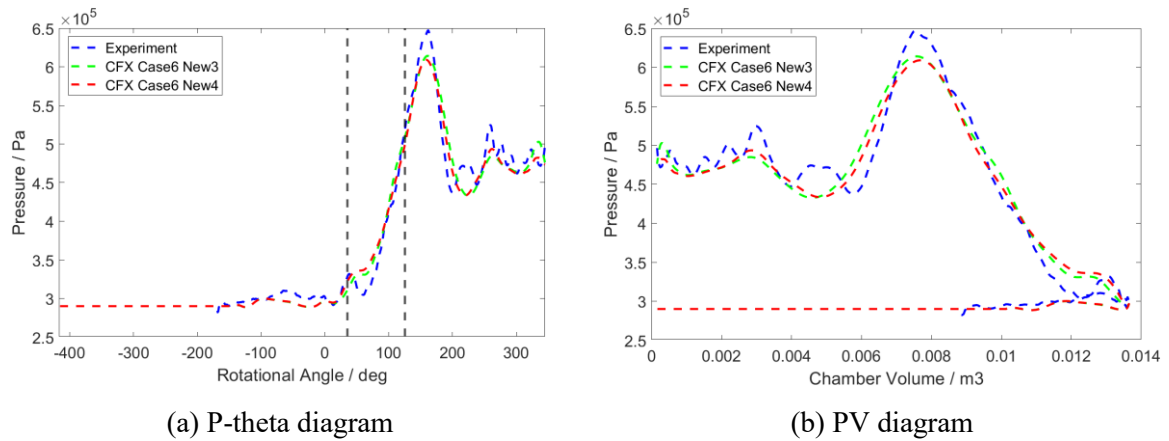 ×10⁵
6.5
6
5.5
5
4.5
4
3.5
3
2.5
Pressure / Pa
Experiment
CFX Case6 New3
CFX Case6 New4
-400 -300 -200 -100 0 100 200 300
Rotational Angle / deg
(a) P-theta diagram
×10⁵
6.5
6
5.5
5
4.5
4
3.5
3
2.5
Pressure / Pa
Experiment
CFX Case6 New3
CFX Case6 New4
0 0.002 0.004 0.006 0.008 0.01 0.012 0.014
Chamber Volume / m3
(b) PV diagram